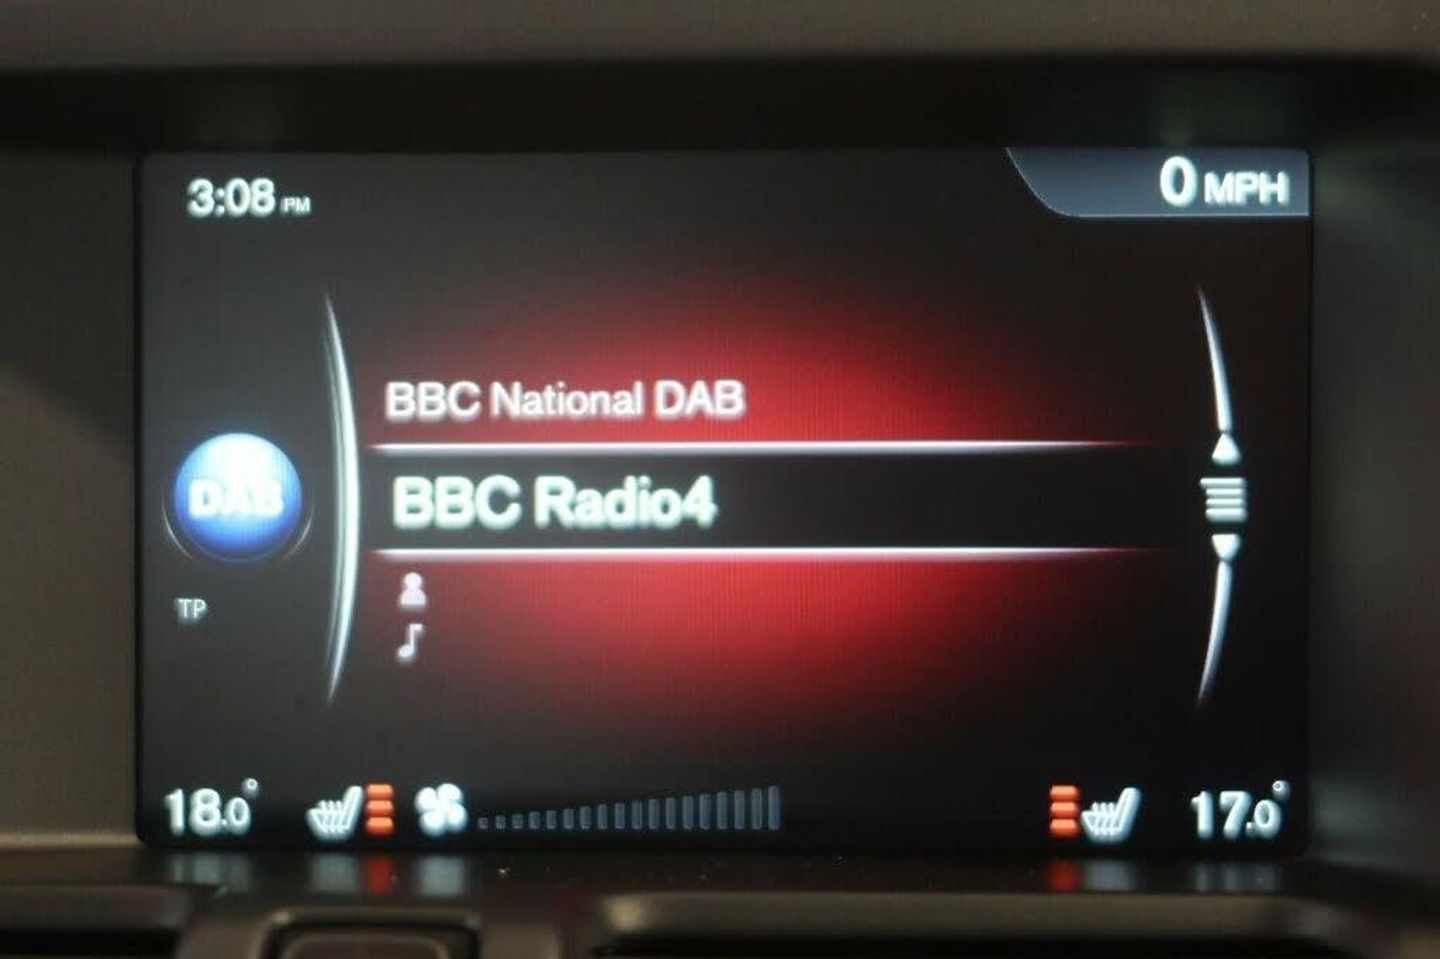 3:08 PM
0 MPH
BBC National DAB
DAB
BBC Radio4
TP
18.0°
17.0°